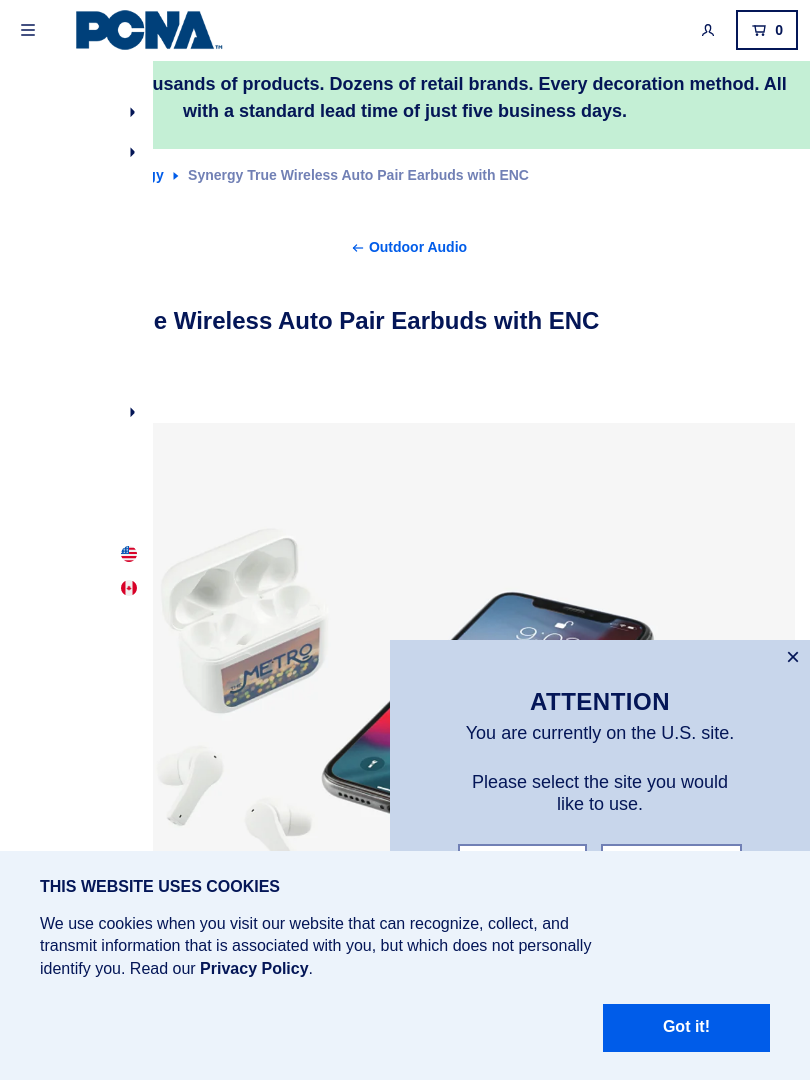 PCNA™
0
usands of products. Dozens of retail brands. Every decoration method. All
with a standard lead time of just five business days.
gy Synergy True Wireless Auto Pair Earbuds with ENC
Outdoor Audio
e Wireless Auto Pair Earbuds with ENC
METRO
ATTENTION
You are currently on the U.S. site.
Please select the site you would
like to use.
THIS WEBSITE USES COOKIES
We use cookies when you visit our website that can recognize, collect, and
transmit information that is associated with you, but which does not personally
identify you. Read our Privacy Policy.
Got it!